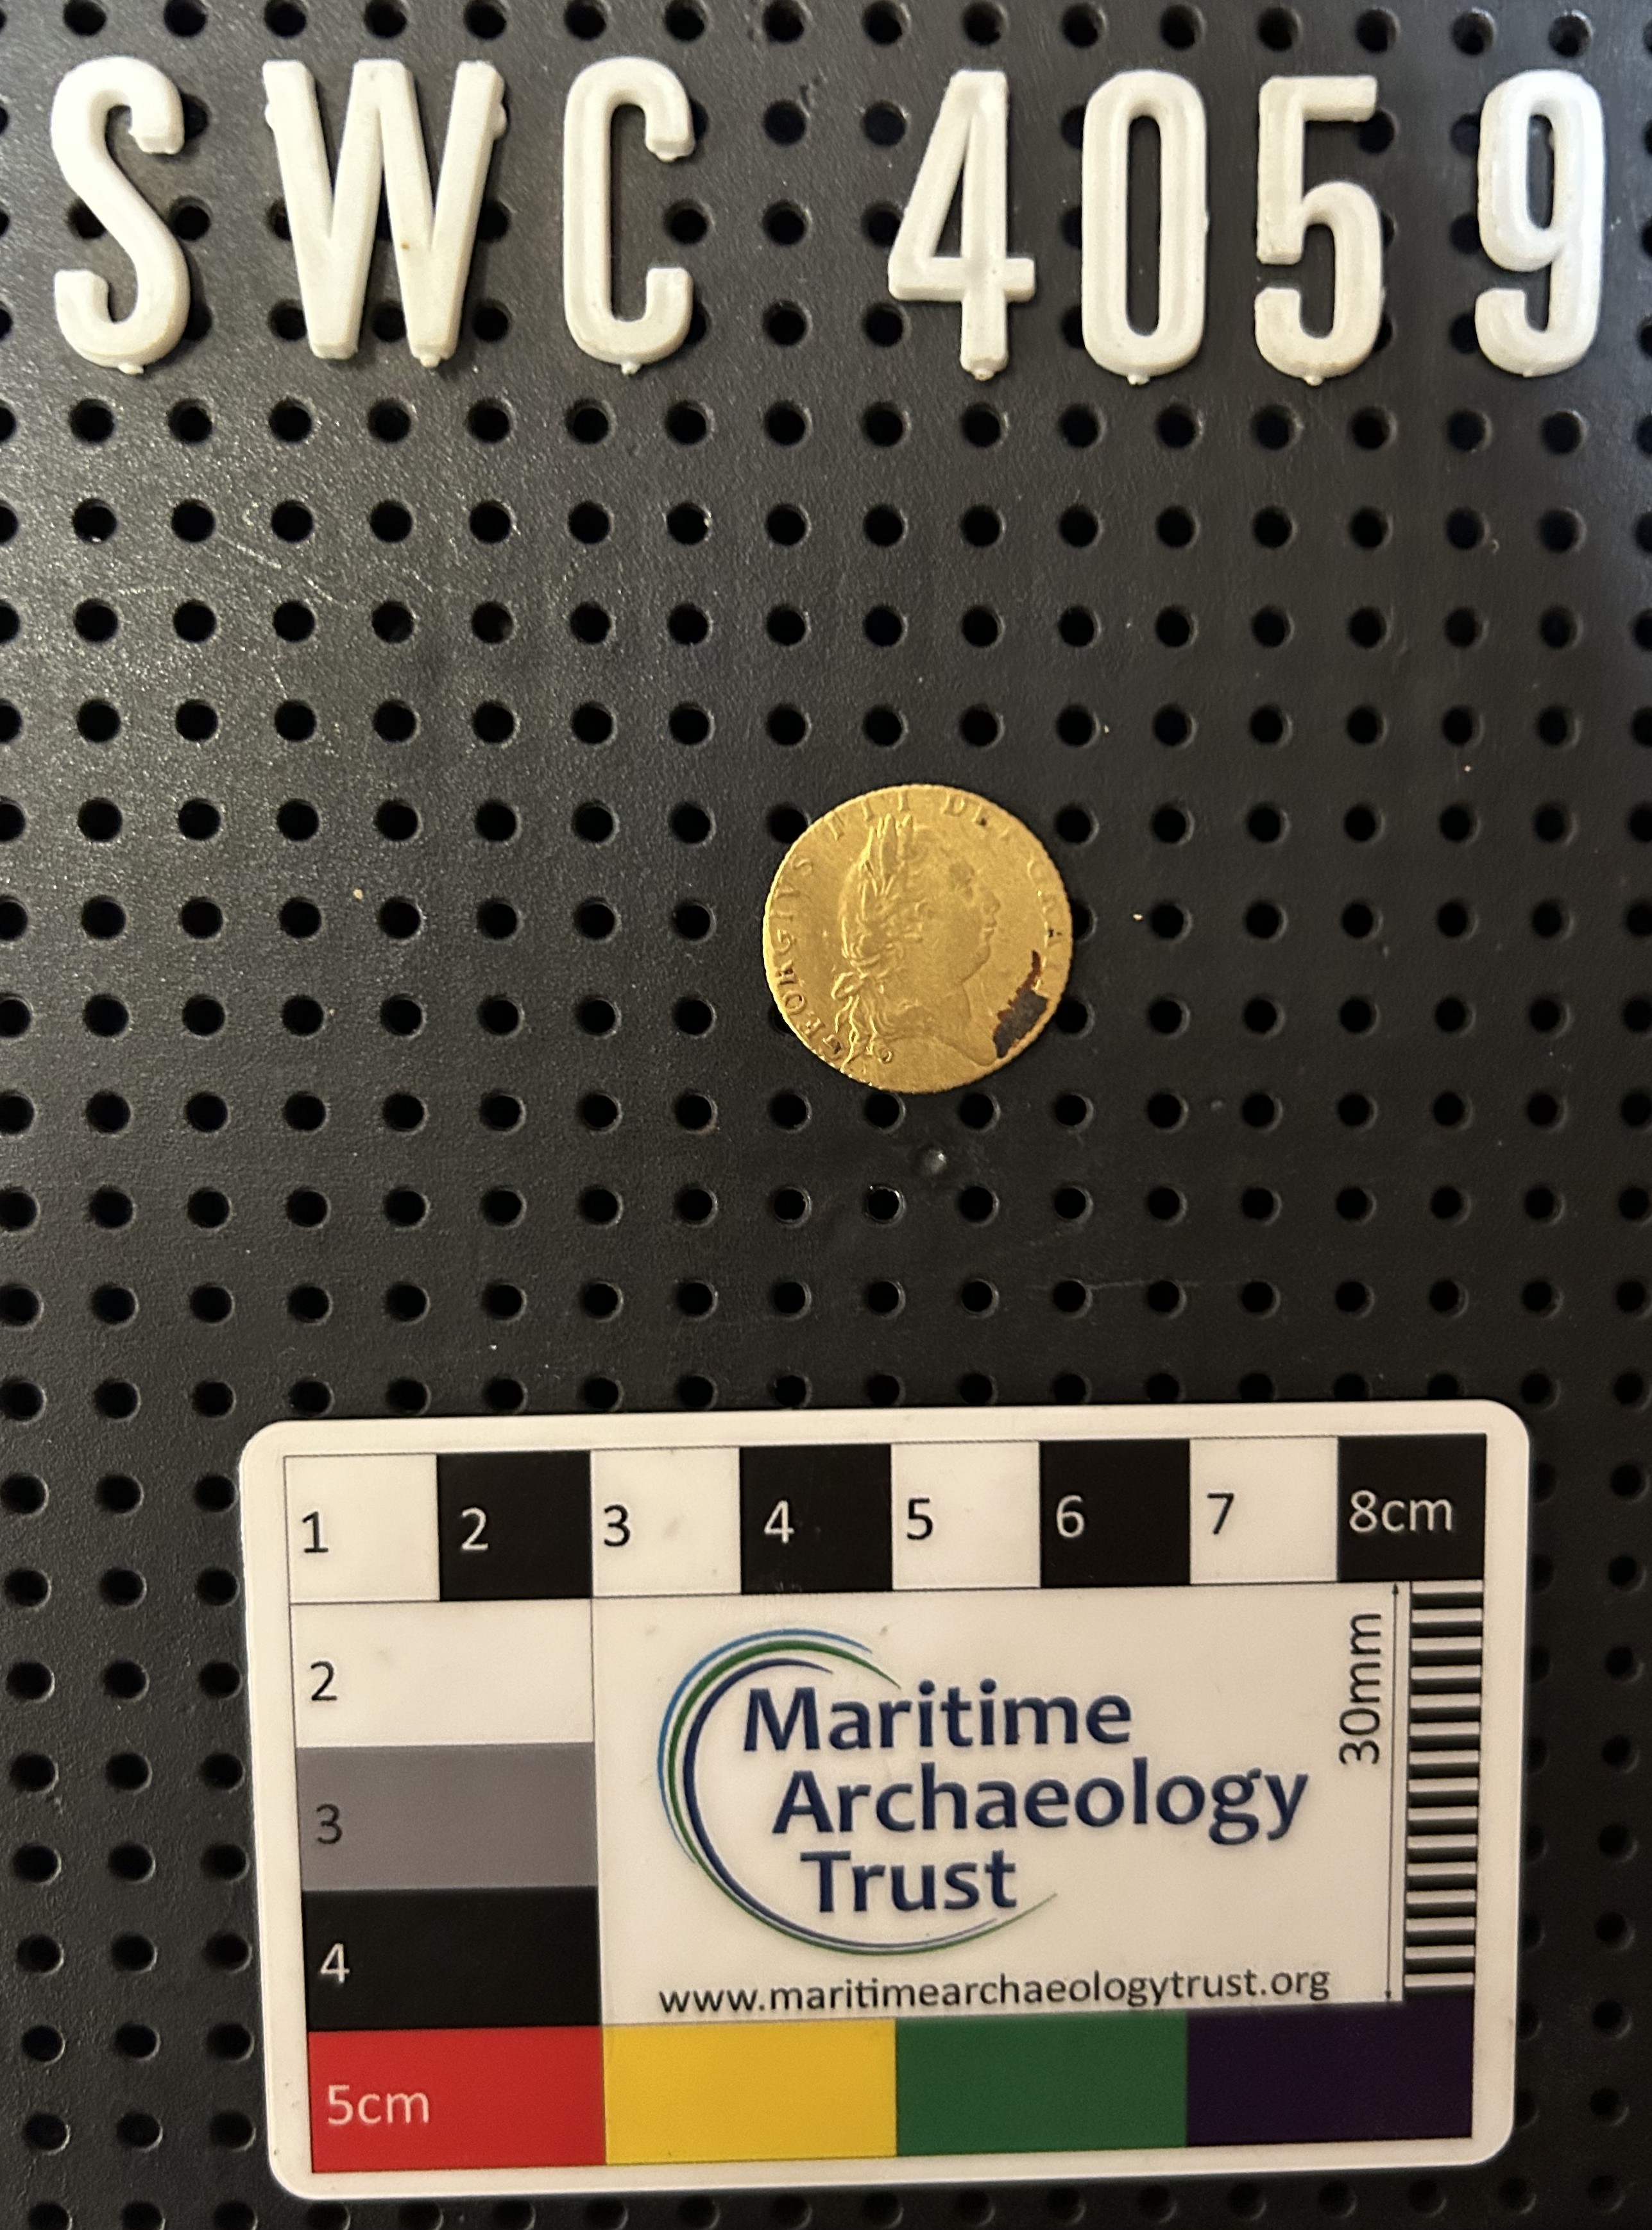 SWC 4059
GEORGIVS III DEI GRATIA
1 2 3 4 5 6 7 8cm
2
3
4
5cm
30mm
Maritime
Archaeology
Trust
www.maritimearchaeologytrust.org